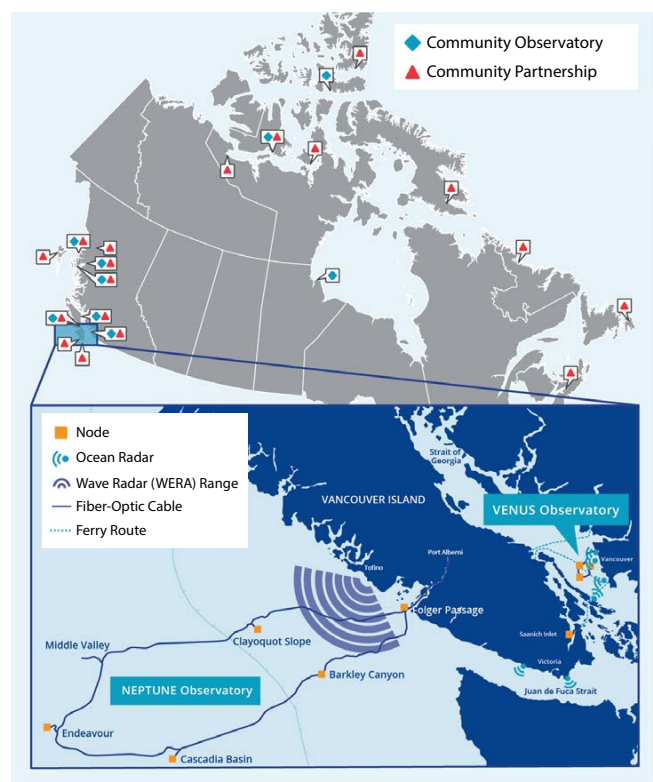 Community Observatory
Community Partnership
Node
Ocean Radar
Wave Radar (WERA) Range
Fiber-Optic Cable
Ferry Route
Strait of
Georgia
VANCOUVER ISLAND
VENUS Observatory
Port Alberni
Vancouver
Tofino
Folger Passage
Saanich Inlet
Clayoquot Slope
Middle Valley
Victoria
Barkley Canyon
NEPTUNE Observatory
Juan de Fuca Strait
Endeavour
Cascadia Basin